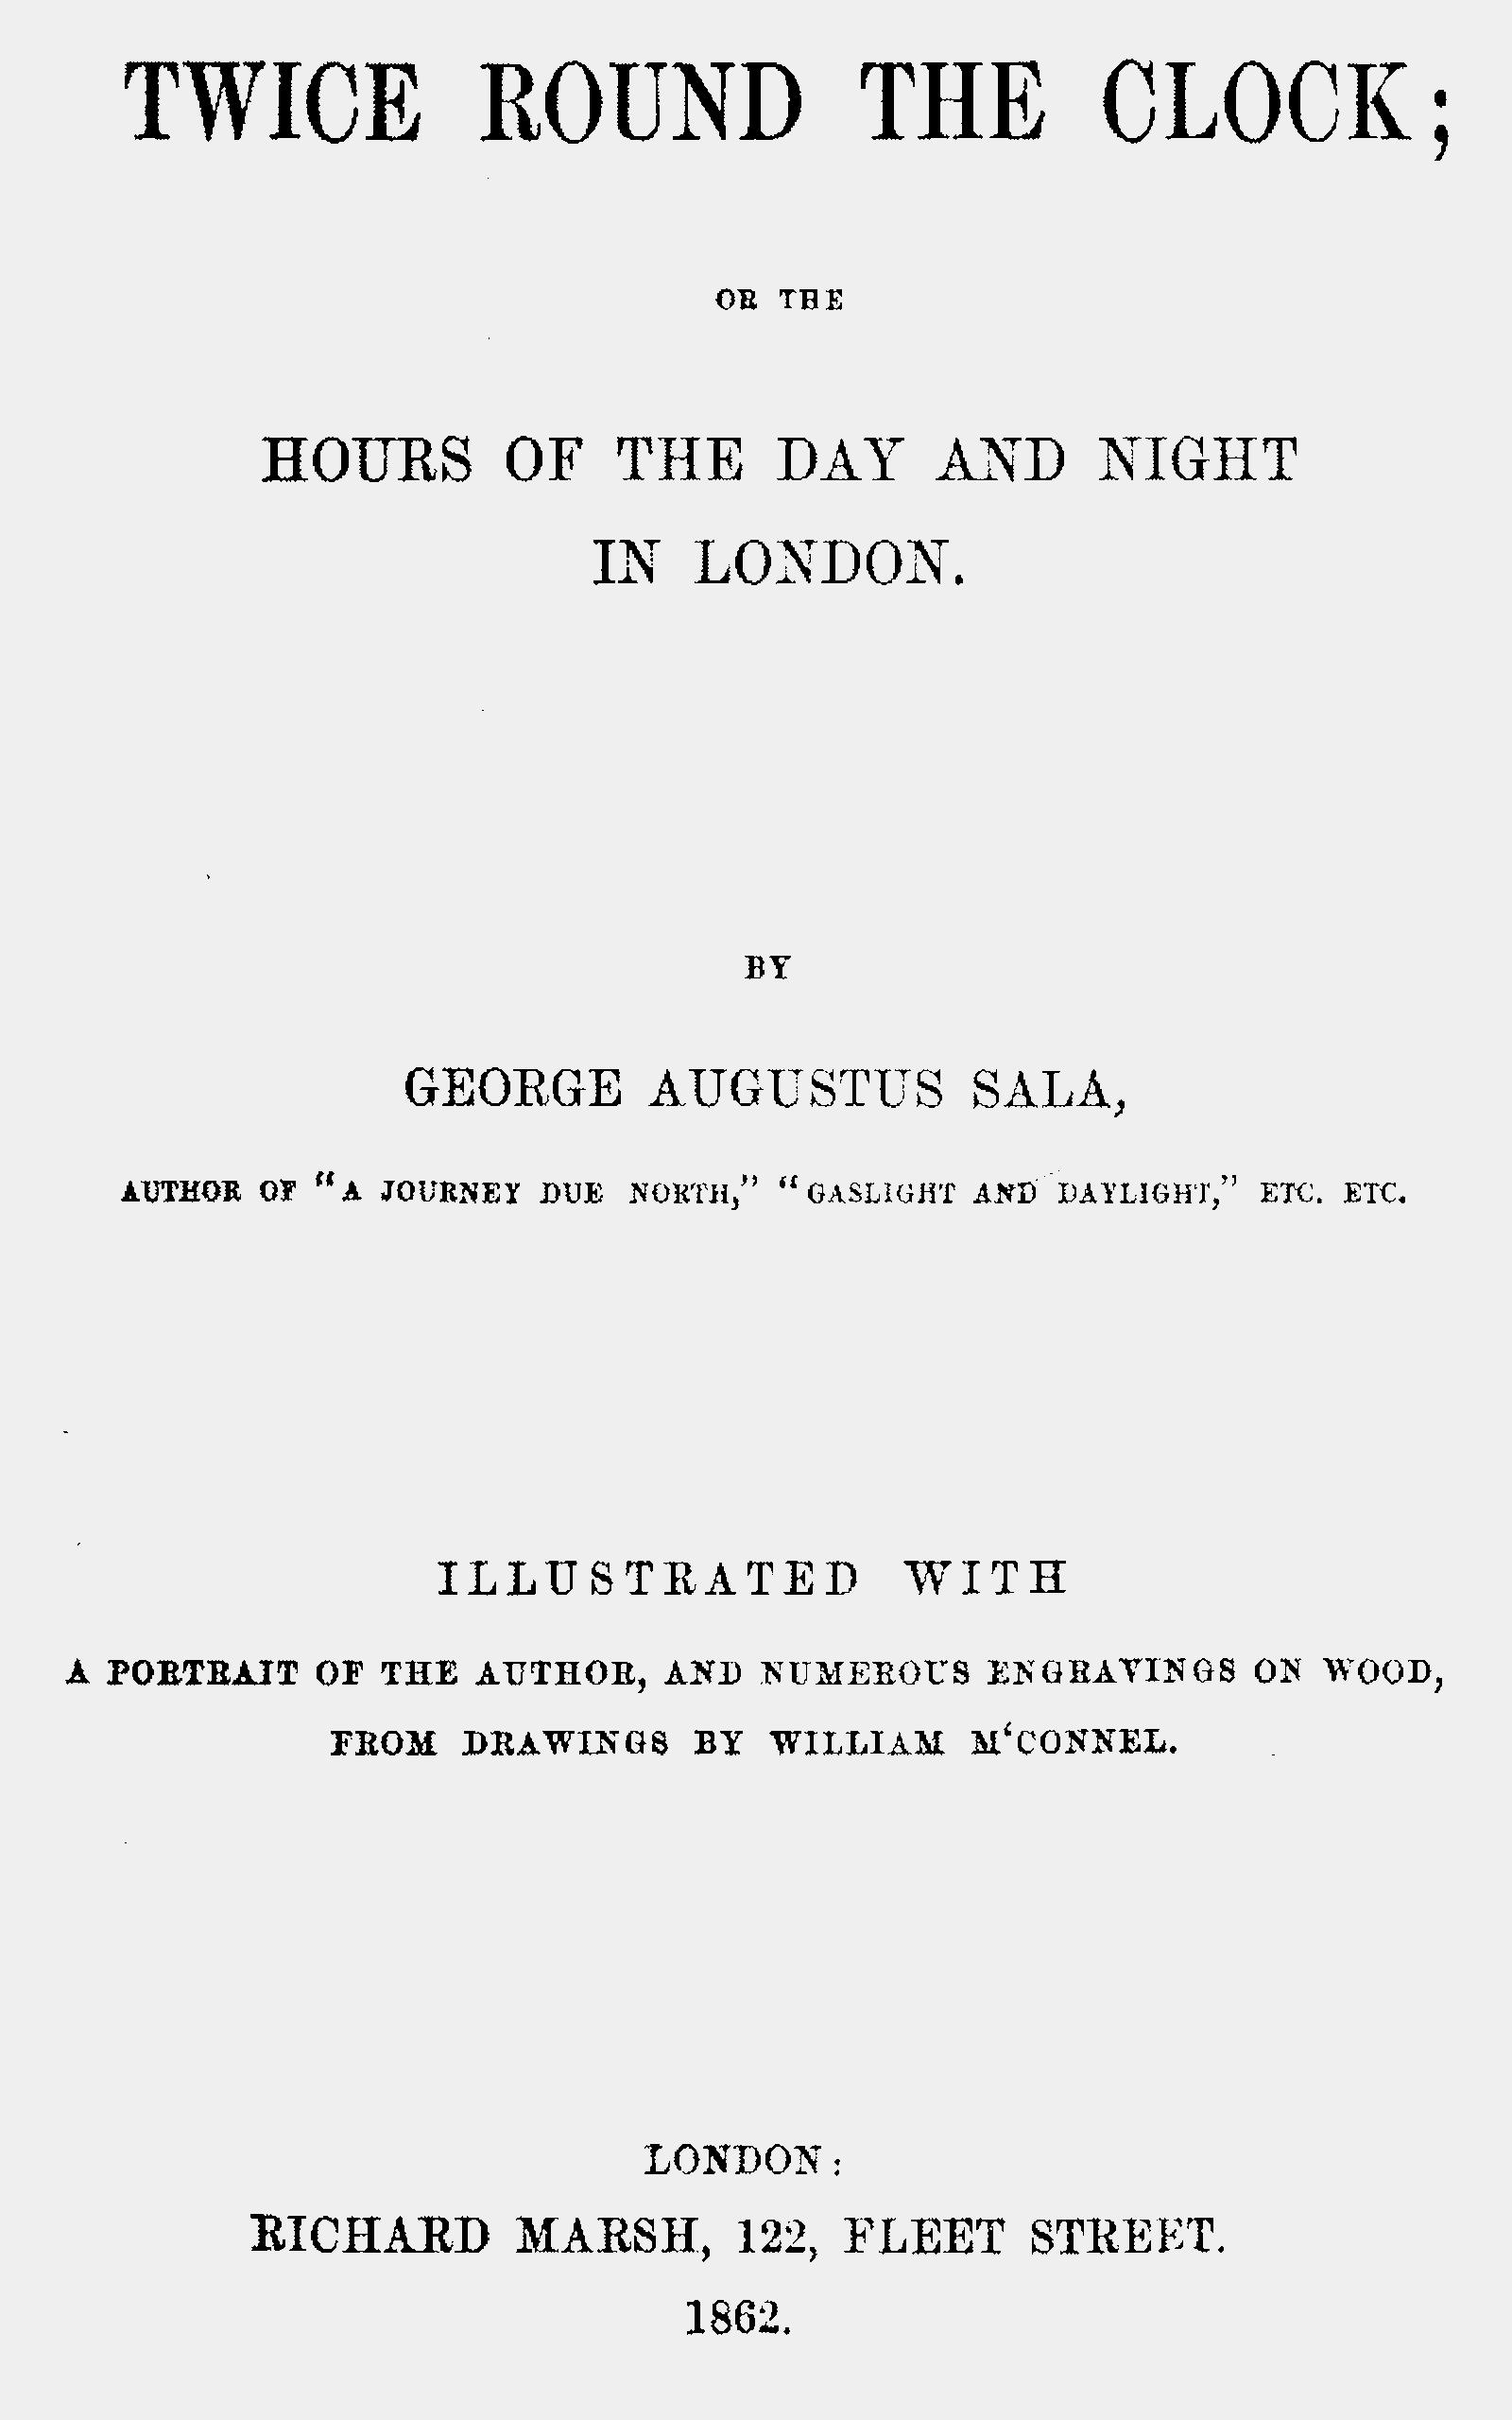 TWICE ROUND THE CLOCK;
OR THE
HOURS OF THE DAY AND NIGHT
IN LONDON.
BY
GEORGE AUGUSTUS SALA,
AUTHOR OF “A JOURNEY DUE NORTH,” “GASLIGHT AND DAYLIGHT,” ETC. ETC.
ILLUSTRATED WITH
A PORTRAIT OF THE AUTHOR, AND NUMEROUS ENGRAVINGS ON WOOD,
FROM DRAWINGS BY WILLIAM M‘CONNEL.
LONDON:
RICHARD MARSH, 122, FLEET STREET.
1862.